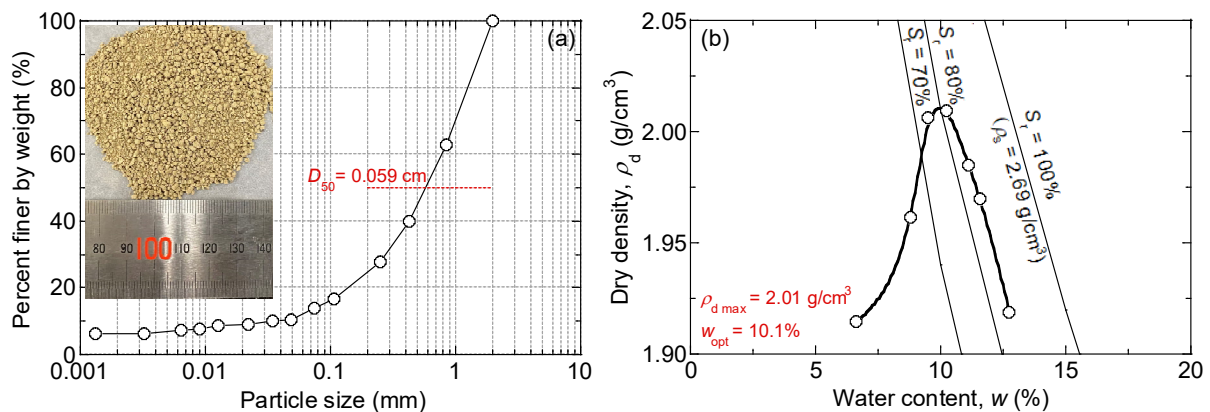 (a)
Percent finer by weight (%)
100
80
60
40
20
0
D50 = 0.059 cm
80 90 100 110 120 130 140
0.001 0.01 0.1 1 10
Particle size (mm)
(b)
Dry density, ρd (g/cm3)
2.05
2.00
1.95
1.90
Sr = 70%
Sr = 80%
Sr = 100%
(ρs = 2.69 g/cm3)
ρd max = 2.01 g/cm3
wopt = 10.1%
0 5 10 15 20
Water content, w (%)